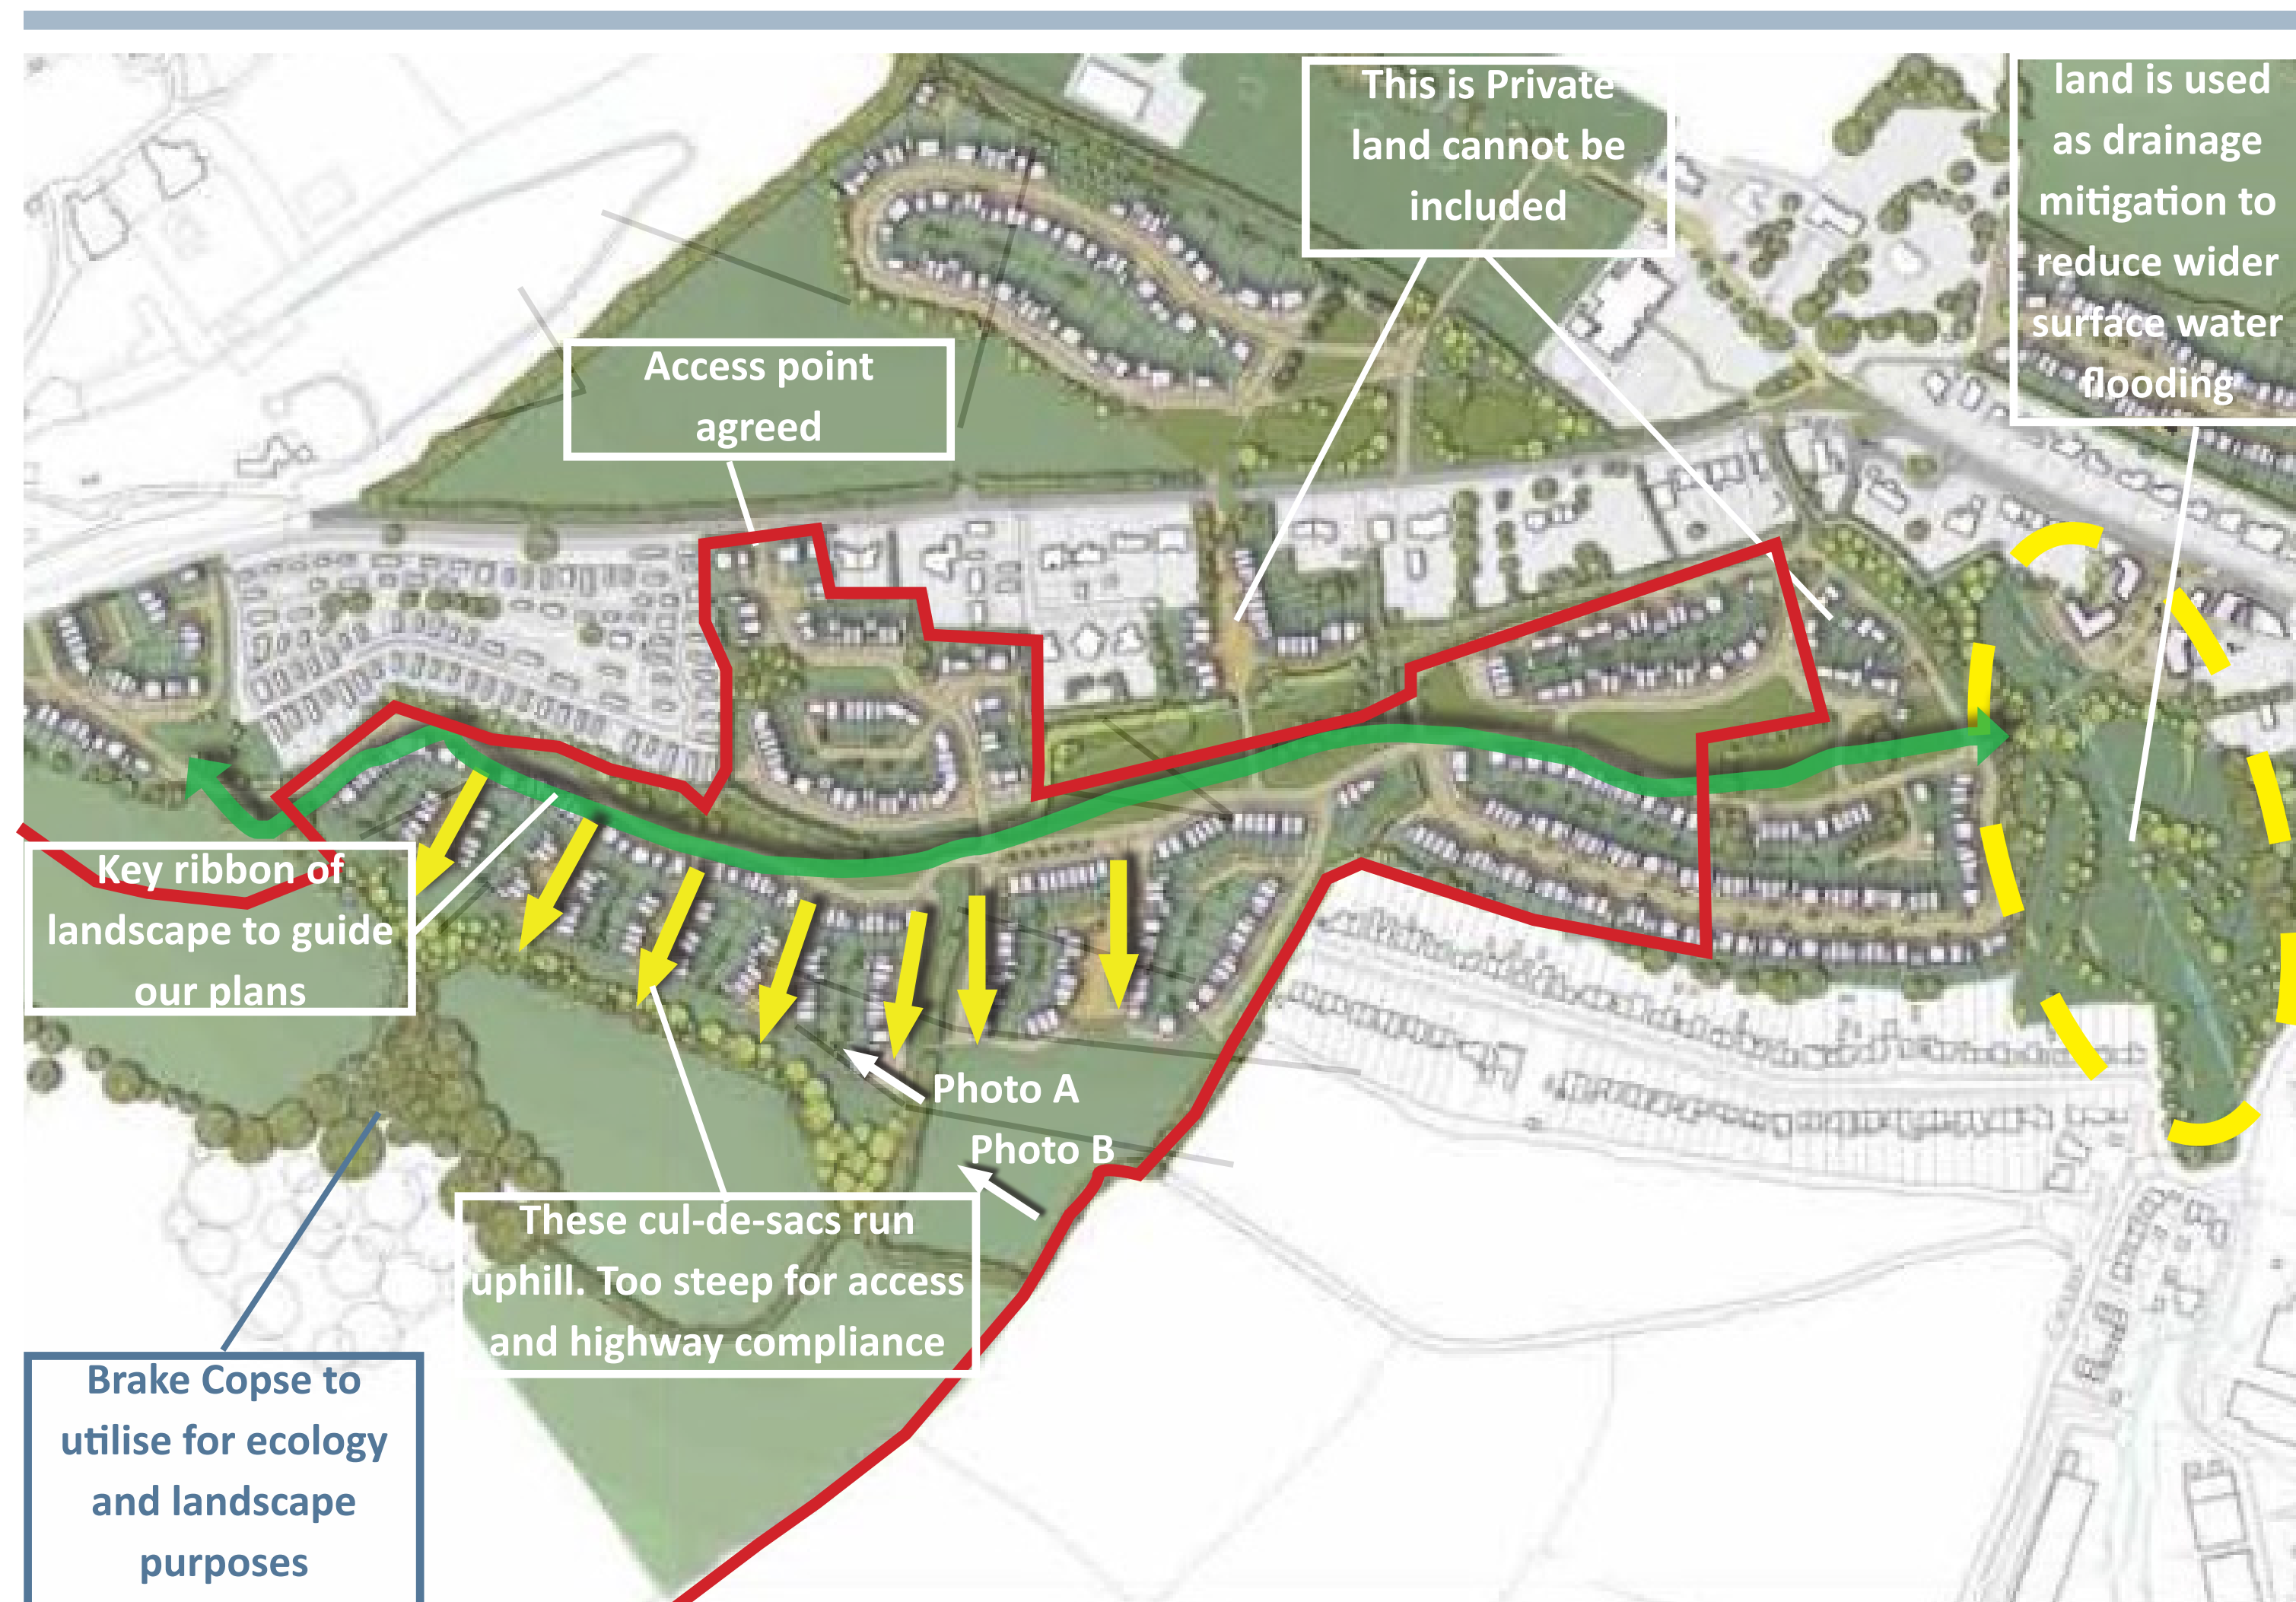 This is Private
land cannot be
included
land is used
as drainage
mitigation to
reduce wider
surface water
flooding
Access point
agreed
Key ribbon of
landscape to guide
our plans
Photo A
Photo B
These cul-de-sacs run
uphill. Too steep for access
and highway compliance
Brake Copse to
utilise for ecology
and landscape
purposes